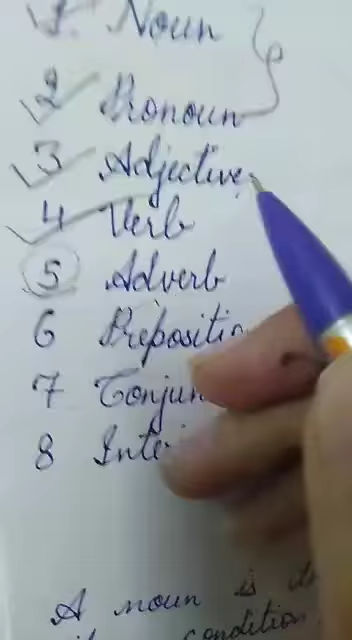 1. Noun
2 Pronoun
3 Adjective
4 Verb
5 Adverb
6 Prepositio
7 Conjun
8 Inte
A noun is
condition